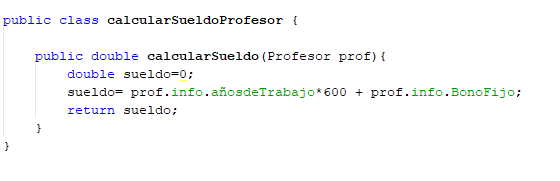 public class calcularSueldoProfesor {
public double calcularSueldo(Profesor prof){
double sueldo=0;
sueldo= prof.info.añosdeTrabajo*600 + prof.info.BonoFijo;
return sueldo;
}
}